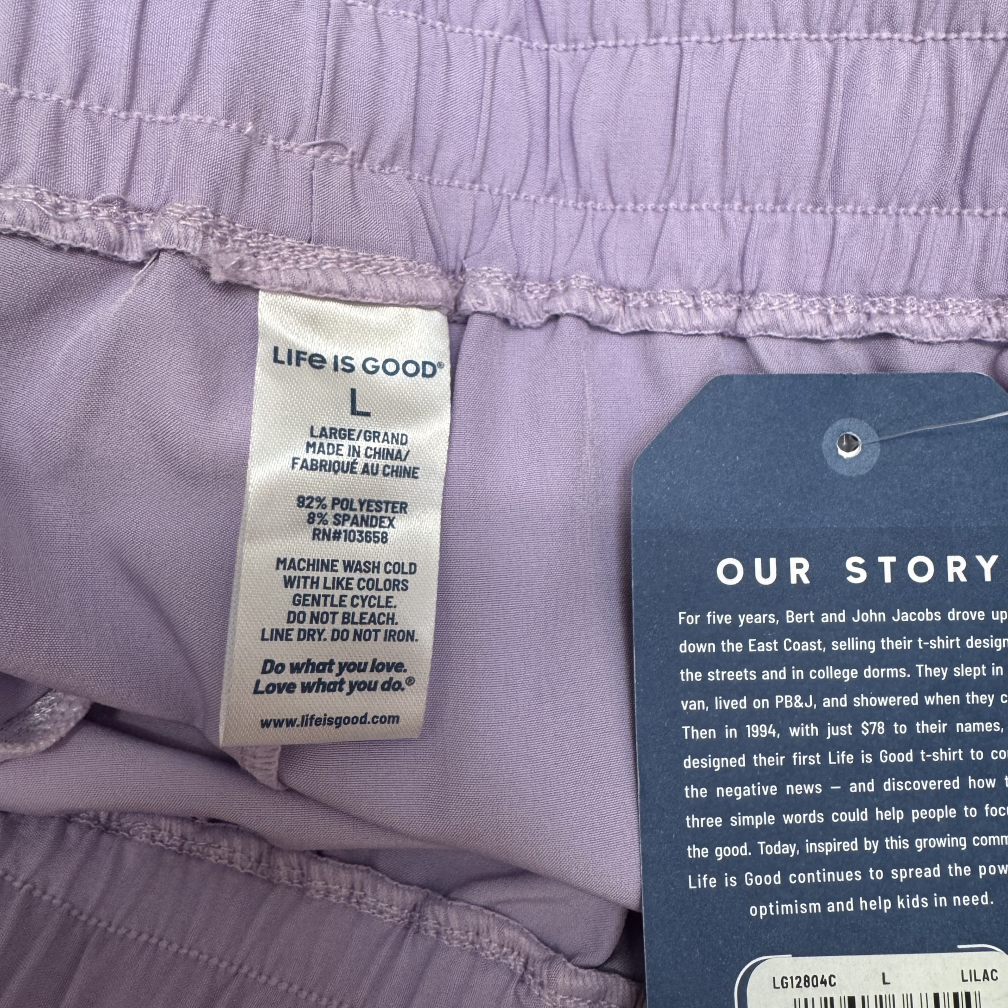 LIFe IS GOOD®
L
LARGE/GRAND
MADE IN CHINA/
FABRIQUÉ AU CHINE
92% POLYESTER
8% SPANDEX
RN#103658
MACHINE WASH COLD
WITH LIKE COLORS
GENTLE CYCLE.
DO NOT BLEACH.
LINE DRY. DO NOT IRON.
Do what you love.
Love what you do.®
www.lifeisgood.com
OUR STORY
For five years, Bert and John Jacobs drove up
down the East Coast, selling their t-shirt
the streets and in college dorms. They slept in
van, lived on PB&J, and showered when they
Then in 1994, with just $78 to their names,
designed their first Life is Good t-shirt to
the negative news — and discovered how
three simple words could help people to
the good. Today, inspired by this growing
Life is Good continues to spread the
optimism and help kids in need.
LG12804C L LILAC